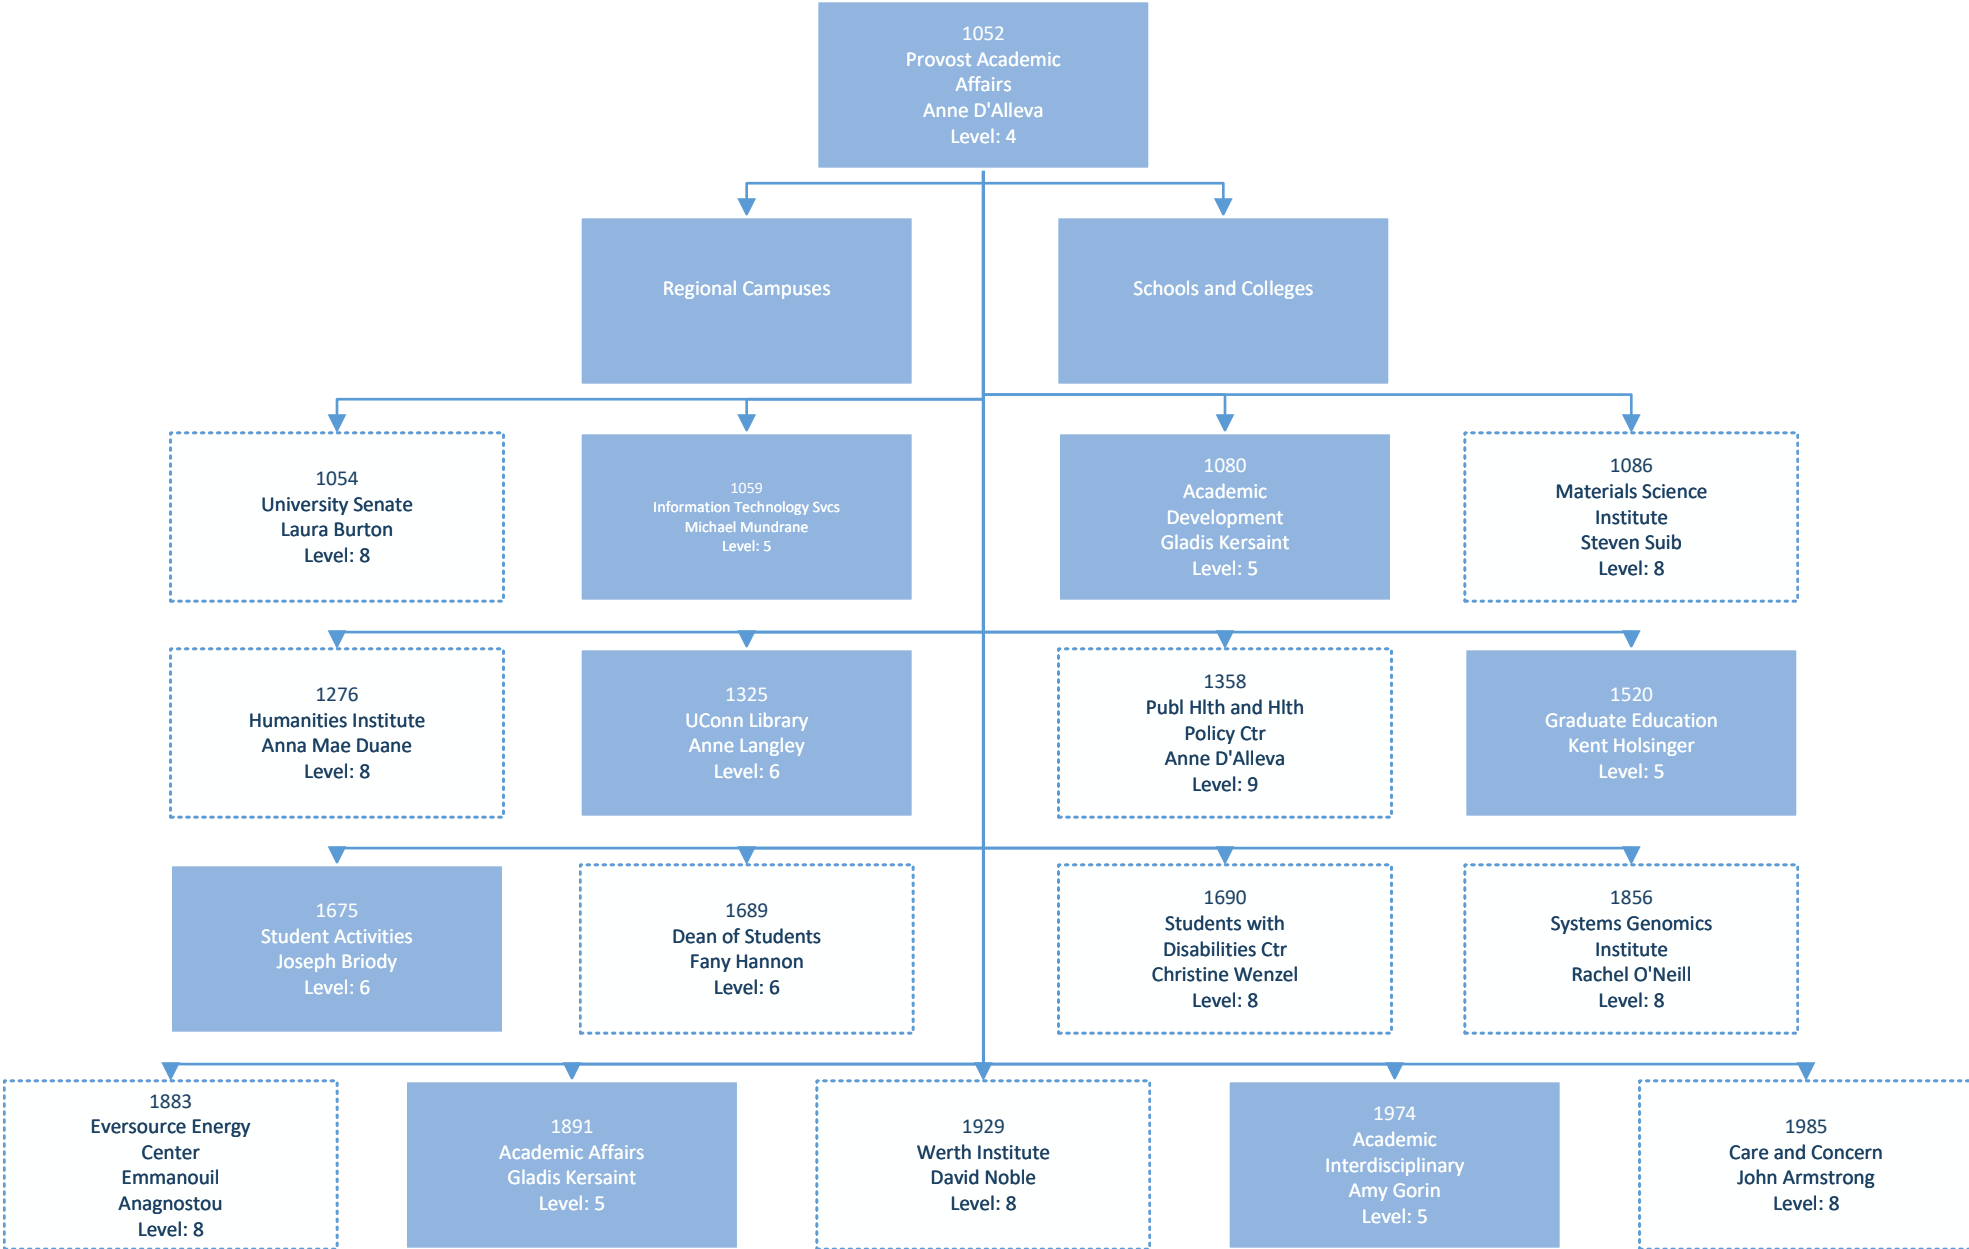 1052
Provost Academic
Affairs
Anne D'Alleva
Level: 4
Regional Campuses
Schools and Colleges
1054
University Senate
Laura Burton
Level: 8
1059
Information Technology Svcs
Michael Mundrane
Level: 5
1080
Academic
Development
Gladis Kersaint
Level: 5
1086
Materials Science
Institute
Steven Suib
Level: 8
1276
Humanities Institute
Anna Mae Duane
Level: 8
1325
UConn Library
Anne Langley
Level: 6
1358
Publ Hlth and Hlth
Policy Ctr
Anne D'Alleva
Level: 9
1520
Graduate Education
Kent Holsinger
Level: 5
1675
Student Activities
Joseph Briody
Level: 6
1689
Dean of Students
Fany Hannon
Level: 6
1690
Students with
Disabilities Ctr
Christine Wenzel
Level: 8
1856
Systems Genomics
Institute
Rachel O'Neill
Level: 8
1883
Eversource Energy
Center
Emmanouil
Anagnostou
Level: 8
1891
Academic Affairs
Gladis Kersaint
Level: 5
1929
Werth Institute
David Noble
Level: 8
1974
Academic
Interdisciplinary
Amy Gorin
Level: 5
1985
Care and Concern
John Armstrong
Level: 8